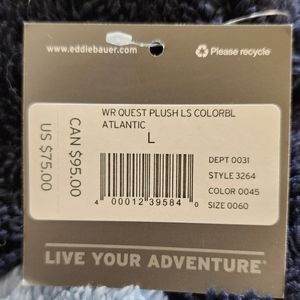 www.eddiebauer.com
Please recycle
WR QUEST PLUSH LS COLORBL
ATLANTIC
L
CAN $95.00
US $75.00
DEPT 0031
STYLE 3264
COLOR 0045
SIZE 0060
4 00012 39584 0
LIVE YOUR ADVENTURE®